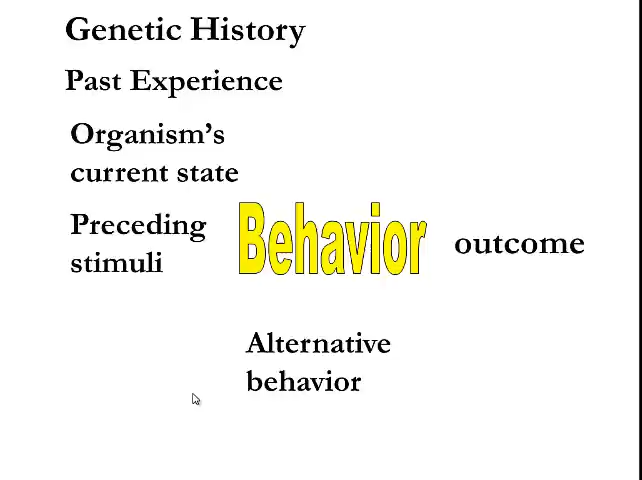 Genetic History
Past Experience
Organism's
current state
Preceding
stimuli
Behavior
outcome
Alternative
behavior